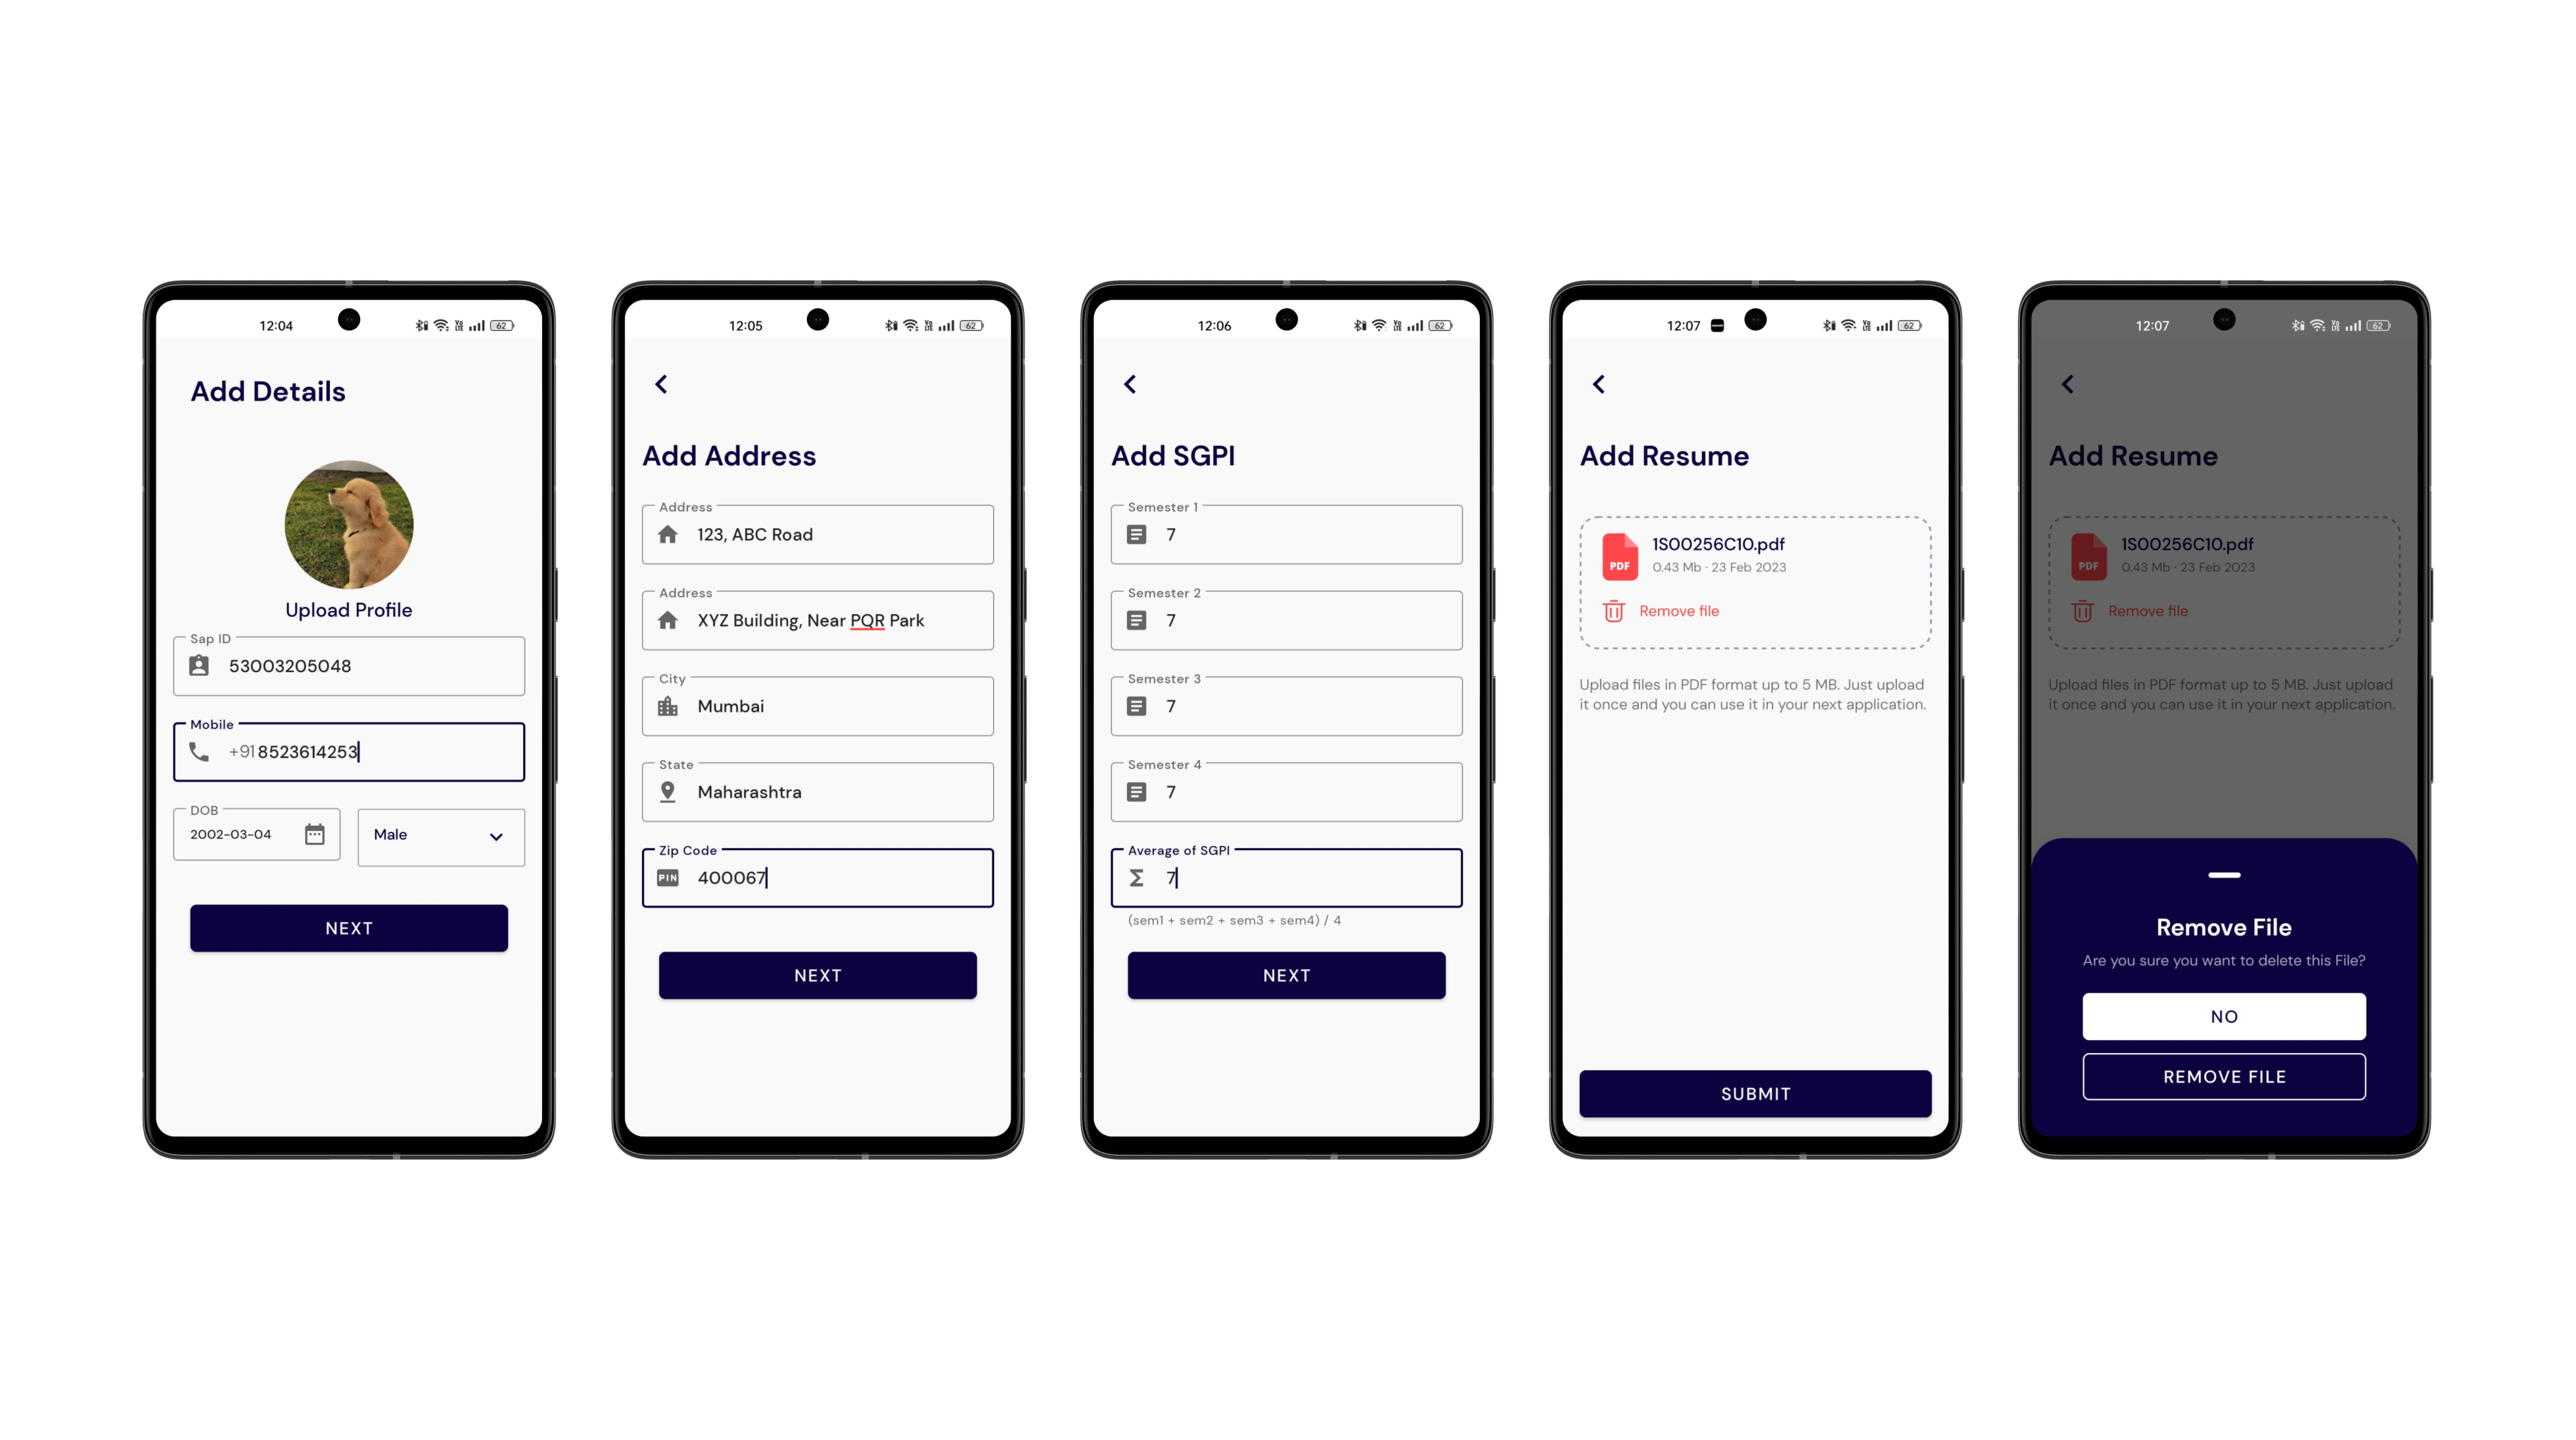 12:04
62
Add Details
Upload Profile
Sap ID
53003205048
Mobile
+91 8523614253
DOB
2002-03-04
Male
NEXT
12:05
62
Add Address
Address
123, ABC Road
Address
XYZ Building, Near PQR Park
City
Mumbai
State
Maharashtra
Zip Code
PIN 400067
NEXT
12:06
62
Add SGPI
Semester 1
7
Semester 2
7
Semester 3
7
Semester 4
7
Average of SGPI
Σ 7
(sem1 + sem2 + sem3 + sem4) / 4
NEXT
12:07
62
Add Resume
1S00256C10.pdf
PDF
0.43 Mb · 23 Feb 2023
Remove file
Upload files in PDF format up to 5 MB. Just upload
it once and you can use it in your next application.
SUBMIT
12:07
62
Add Resume
1S00256C10.pdf
PDF
0.43 Mb · 23 Feb 2023
Remove file
Upload files in PDF format up to 5 MB. Just upload
it once and you can use it in your next application.
Remove File
Are you sure you want to delete this File?
NO
REMOVE FILE